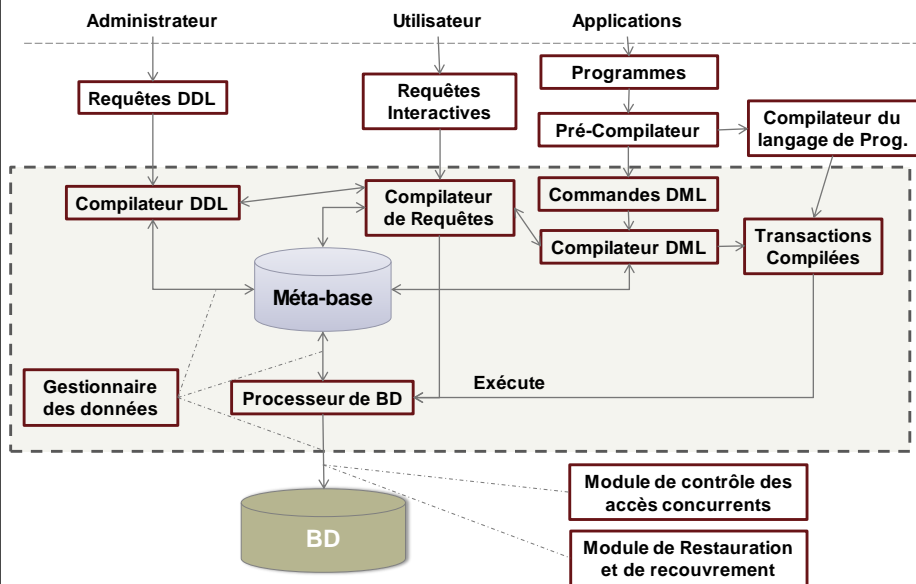 Administrateur
Utilisateur
Applications
Programmes
Requêtes DDL
Requêtes
Interactives
Pré-Compilateur
Compilateur du
langage de Prog.
Compilateur DDL
Compilateur
de Requêtes
Commandes DML
Compilateur DML
Transactions
Compilées
Méta-base
Gestionnaire
des données
Processeur de BD
Exécute
BD
Module de contrôle des
accès concurrents
Module de Restauration
et de recouvrement